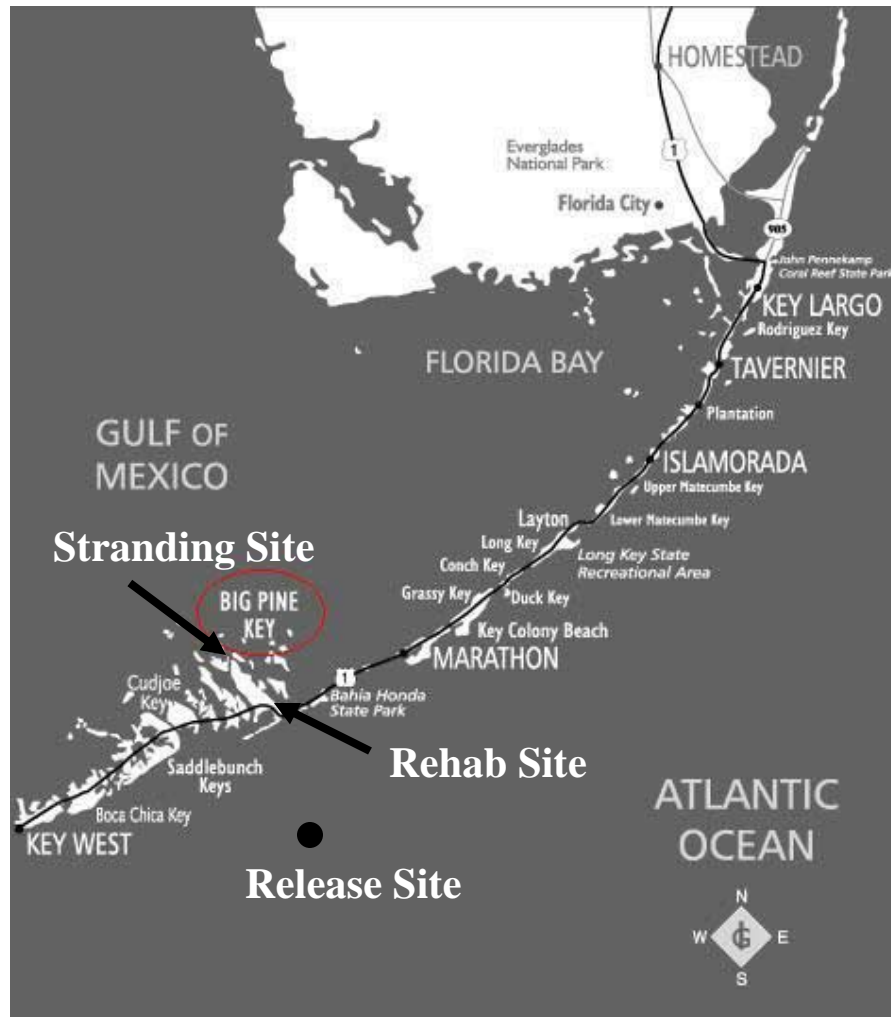 HOMESTEAD
Everglades
National Park
1
Florida City
905
John Pennekamp
Coral Reef State Park
KEY LARGO
Rodriguez Key
FLORIDA BAY
TAVERNIER
Plantation
GULF OF
MEXICO
ISLAMORADA
Upper Matecumbe Key
Layton
Lower Matecumbe Key
Stranding Site
Long Key
Long Key State
Recreational Area
Conch Key
Grassy Key
Duck Key
BIG PINE
KEY
Key Colony Beach
MARATHON
1
Cudjoe
Key
Bahia Honda
State Park
Rehab Site
Saddlebunch
Keys
Boca Chica Key
KEY WEST
ATLANTIC
OCEAN
Release Site
N
W
E
S